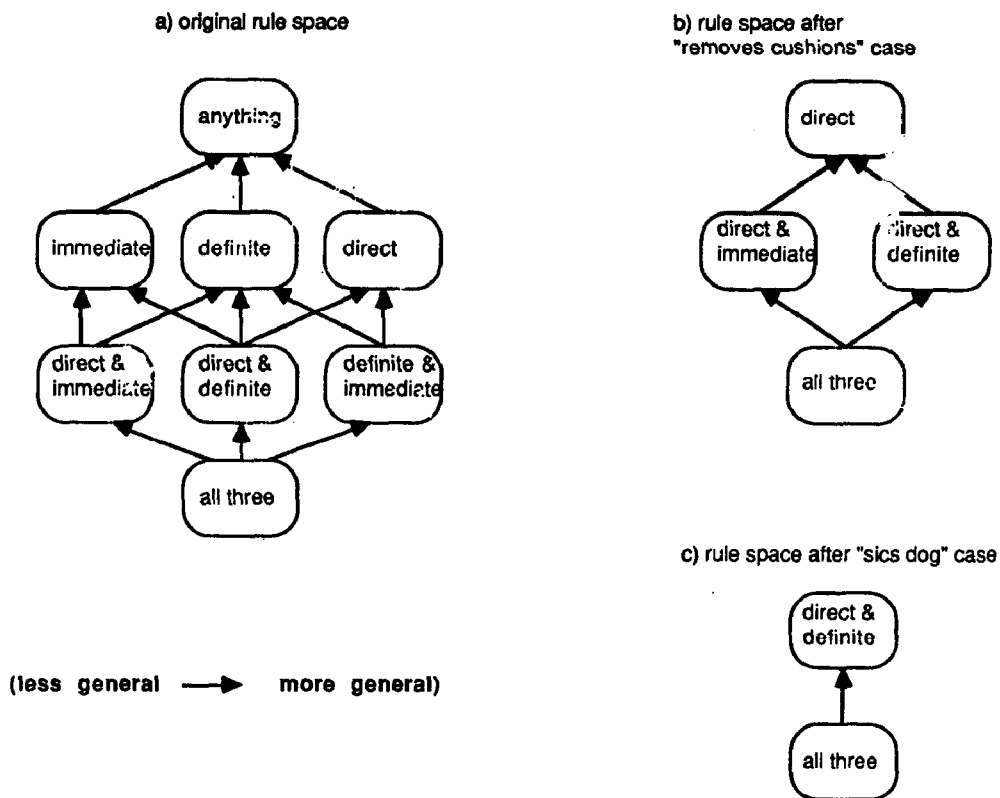 a) original rule space
anything
immediate
definite
direct
direct &
immediate
direct &
definite
definite &
immediate
all three
(less general
more general)
b) rule space after
"removes cushions" case
direct
direct &
immediate
direct &
definite
all three
c) rule space after "sics dog" case
direct &
definite
all three